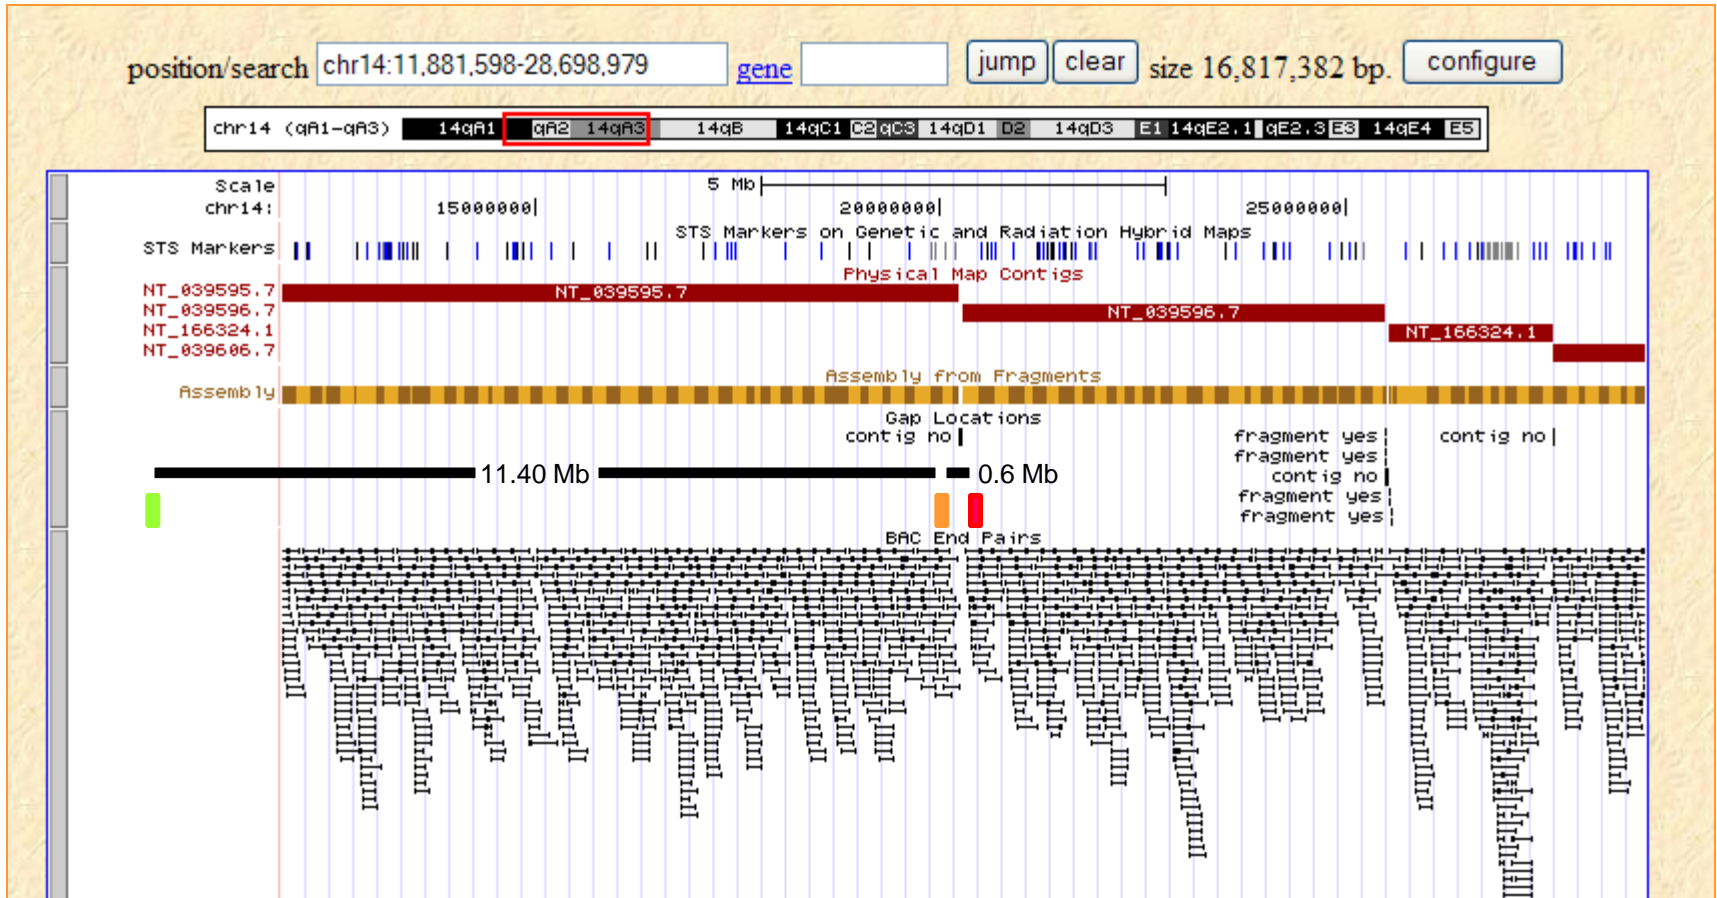 position/search chr14:11,881,598-28,698,979 gene jump clear size 16,817,382 bp. configure
chr14 (qA1-qA3) 14qA1 qA2 14qA3 14qB 14qC1 C2 qC3 14qD1 D2 14qD3 E1 14qE2.1 qE2.3 E3 14qE4 E5
Scale 5 Mb
chr14: 15000000 20000000 25000000
STS Markers on Genetic and Radiation Hybrid Maps
STS Markers
Physical Map Contigs
NT_039595.7 NT_039595.7
NT_039596.7 NT_039596.7
NT_166324.1 NT_166324.1
NT_039606.7
Assembly from Fragments
Assembly
Gap Locations
contig no fragment yes contig no
fragment yes
11.40 Mb 0.6 Mb contig no
fragment yes
fragment yes
BAC End Pairs